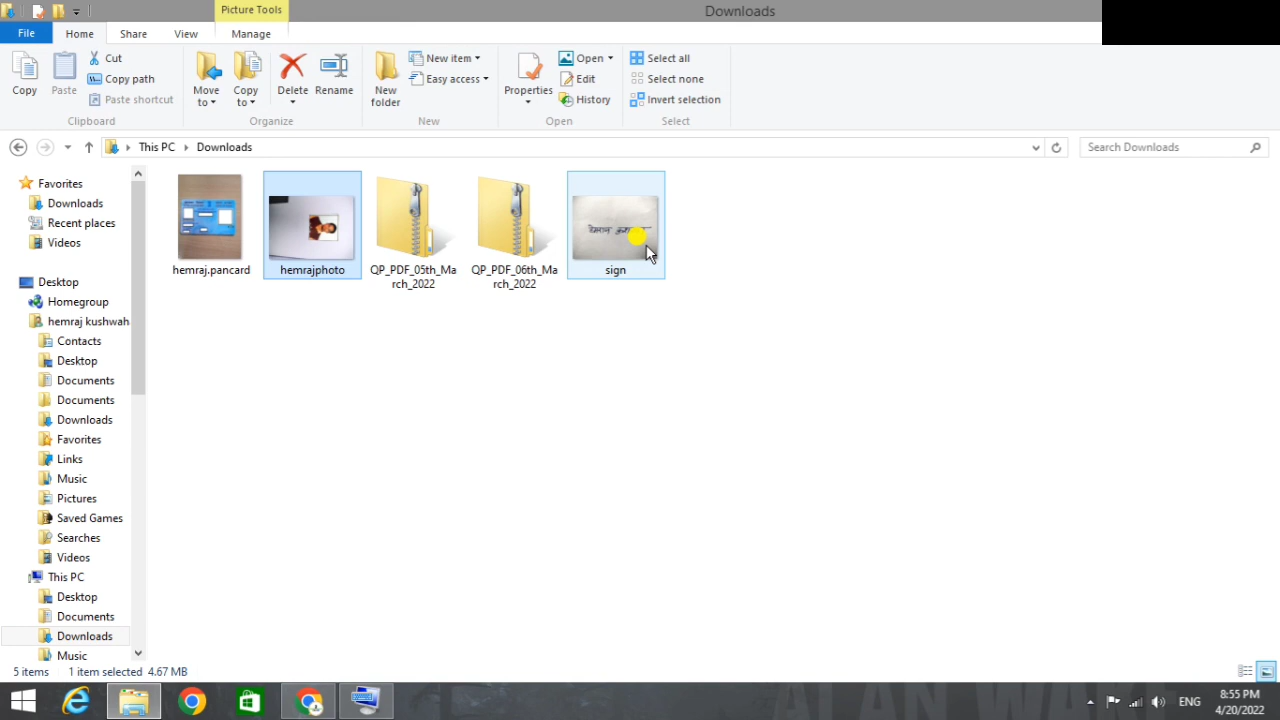 Picture Tools
Downloads
File
Home
Share
View
Manage
Copy
Paste
Cut
Copy path
Paste shortcut
Clipboard
Move to
Copy to
Delete
Rename
Organize
New folder
New item
Easy access
New
Properties
Open
Edit
History
Open
Select all
Select none
Invert selection
Select
This PC
Downloads
Search Downloads
Favorites
Downloads
Recent places
Videos
Desktop
Homegroup
hemraj kushwah
Contacts
Desktop
Documents
Documents
Downloads
Favorites
Links
Music
Pictures
Saved Games
Searches
Videos
This PC
Desktop
Documents
Downloads
Music
hemraj.pancard
hemrajphoto
QP_PDF_05th_Ma
rch_2022
QP_PDF_06th_Ma
rch_2022
sign
5 items
1 item selected 4.67 MB
ENG
8:55 PM
4/20/2022